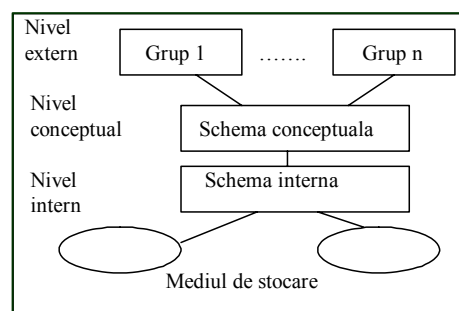 Nivel
extern
Grup 1 ……. Grup n
Nivel
conceptual
Schema conceptuala
Nivel
intern
Schema interna
Mediul de stocare